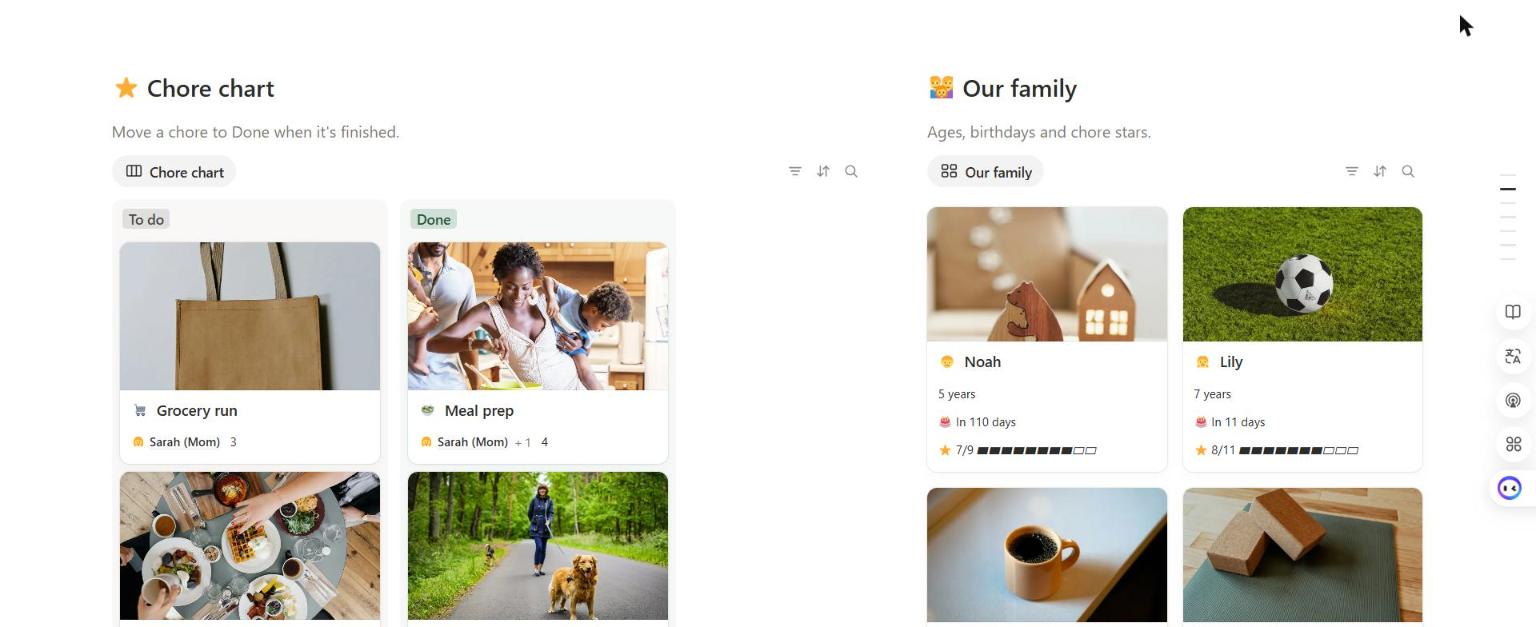 Chore chart
Move a chore to Done when it's finished.
Chore chart
To do
Grocery run
Sarah (Mom) 3
Done
Meal prep
Sarah (Mom) + 1 4
Our family
Ages, birthdays and chore stars.
Our family
Noah
5 years
In 110 days
7/9
Lily
7 years
In 11 days
8/11